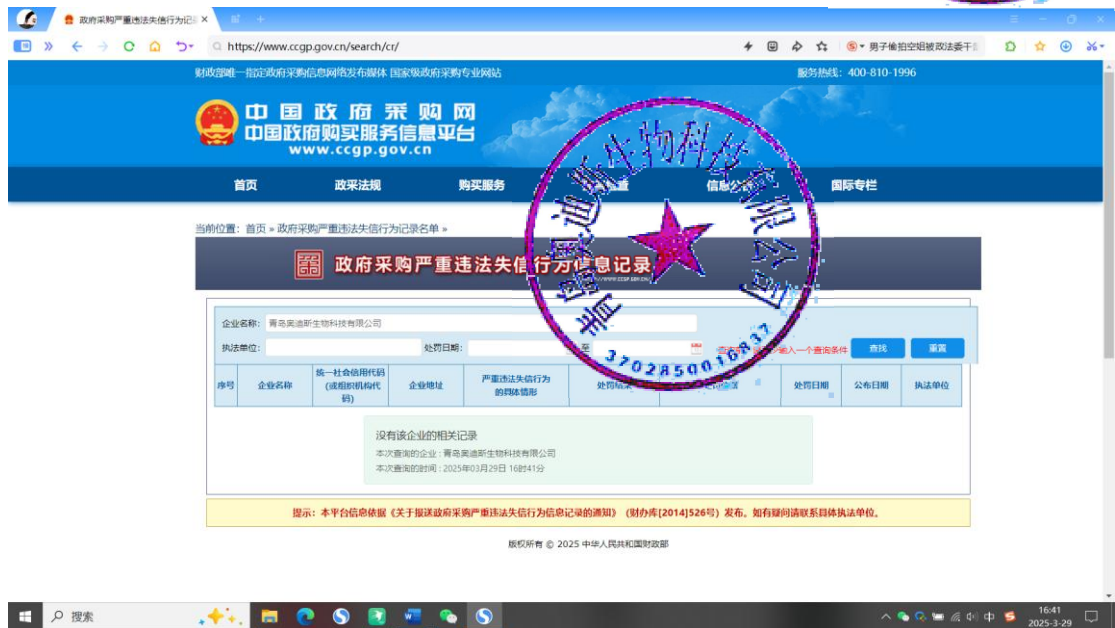 政府采购严重违法失信行为记
https://www.ccgp.gov.cn/search/cr/
男子偷拍空姐被政法委干
财政部唯一指定政府采购信息网络发布媒体 国家级政府采购专业网站
服务热线：400-810-1996
中国政府采购网
中国政府购买服务信息平台
www.ccgp.gov.cn
首页 政采法规 购买服务 国际专栏
当前位置：首页 » 政府采购严重违法失信行为记录名单 »
政府采购严重违法失信行为信息记录
青岛奥迪斯生物科技有限公司
3702850016837
企业名称： 青岛奥迪斯生物科技有限公司
执法单位： 处罚日期： 至 输入一个查询条件 查找 重置
序号 企业名称 统一社会信用代码(或组织机构代码) 企业地址 严重违法失信行为的具体情形 处罚结果 处罚日期 公布日期 执法单位
没有该企业的相关记录
本次查询的企业：青岛奥迪斯生物科技有限公司
本次查询的时间：2025年03月29日 16时41分
提示：本平台信息依据《关于报送政府采购严重违法失信行为信息记录的通知》（财办库[2014]526号）发布。如有疑问请联系具体执法单位。
版权所有 © 2025 中华人民共和国财政部
搜索
中
16:41
2025-3-29